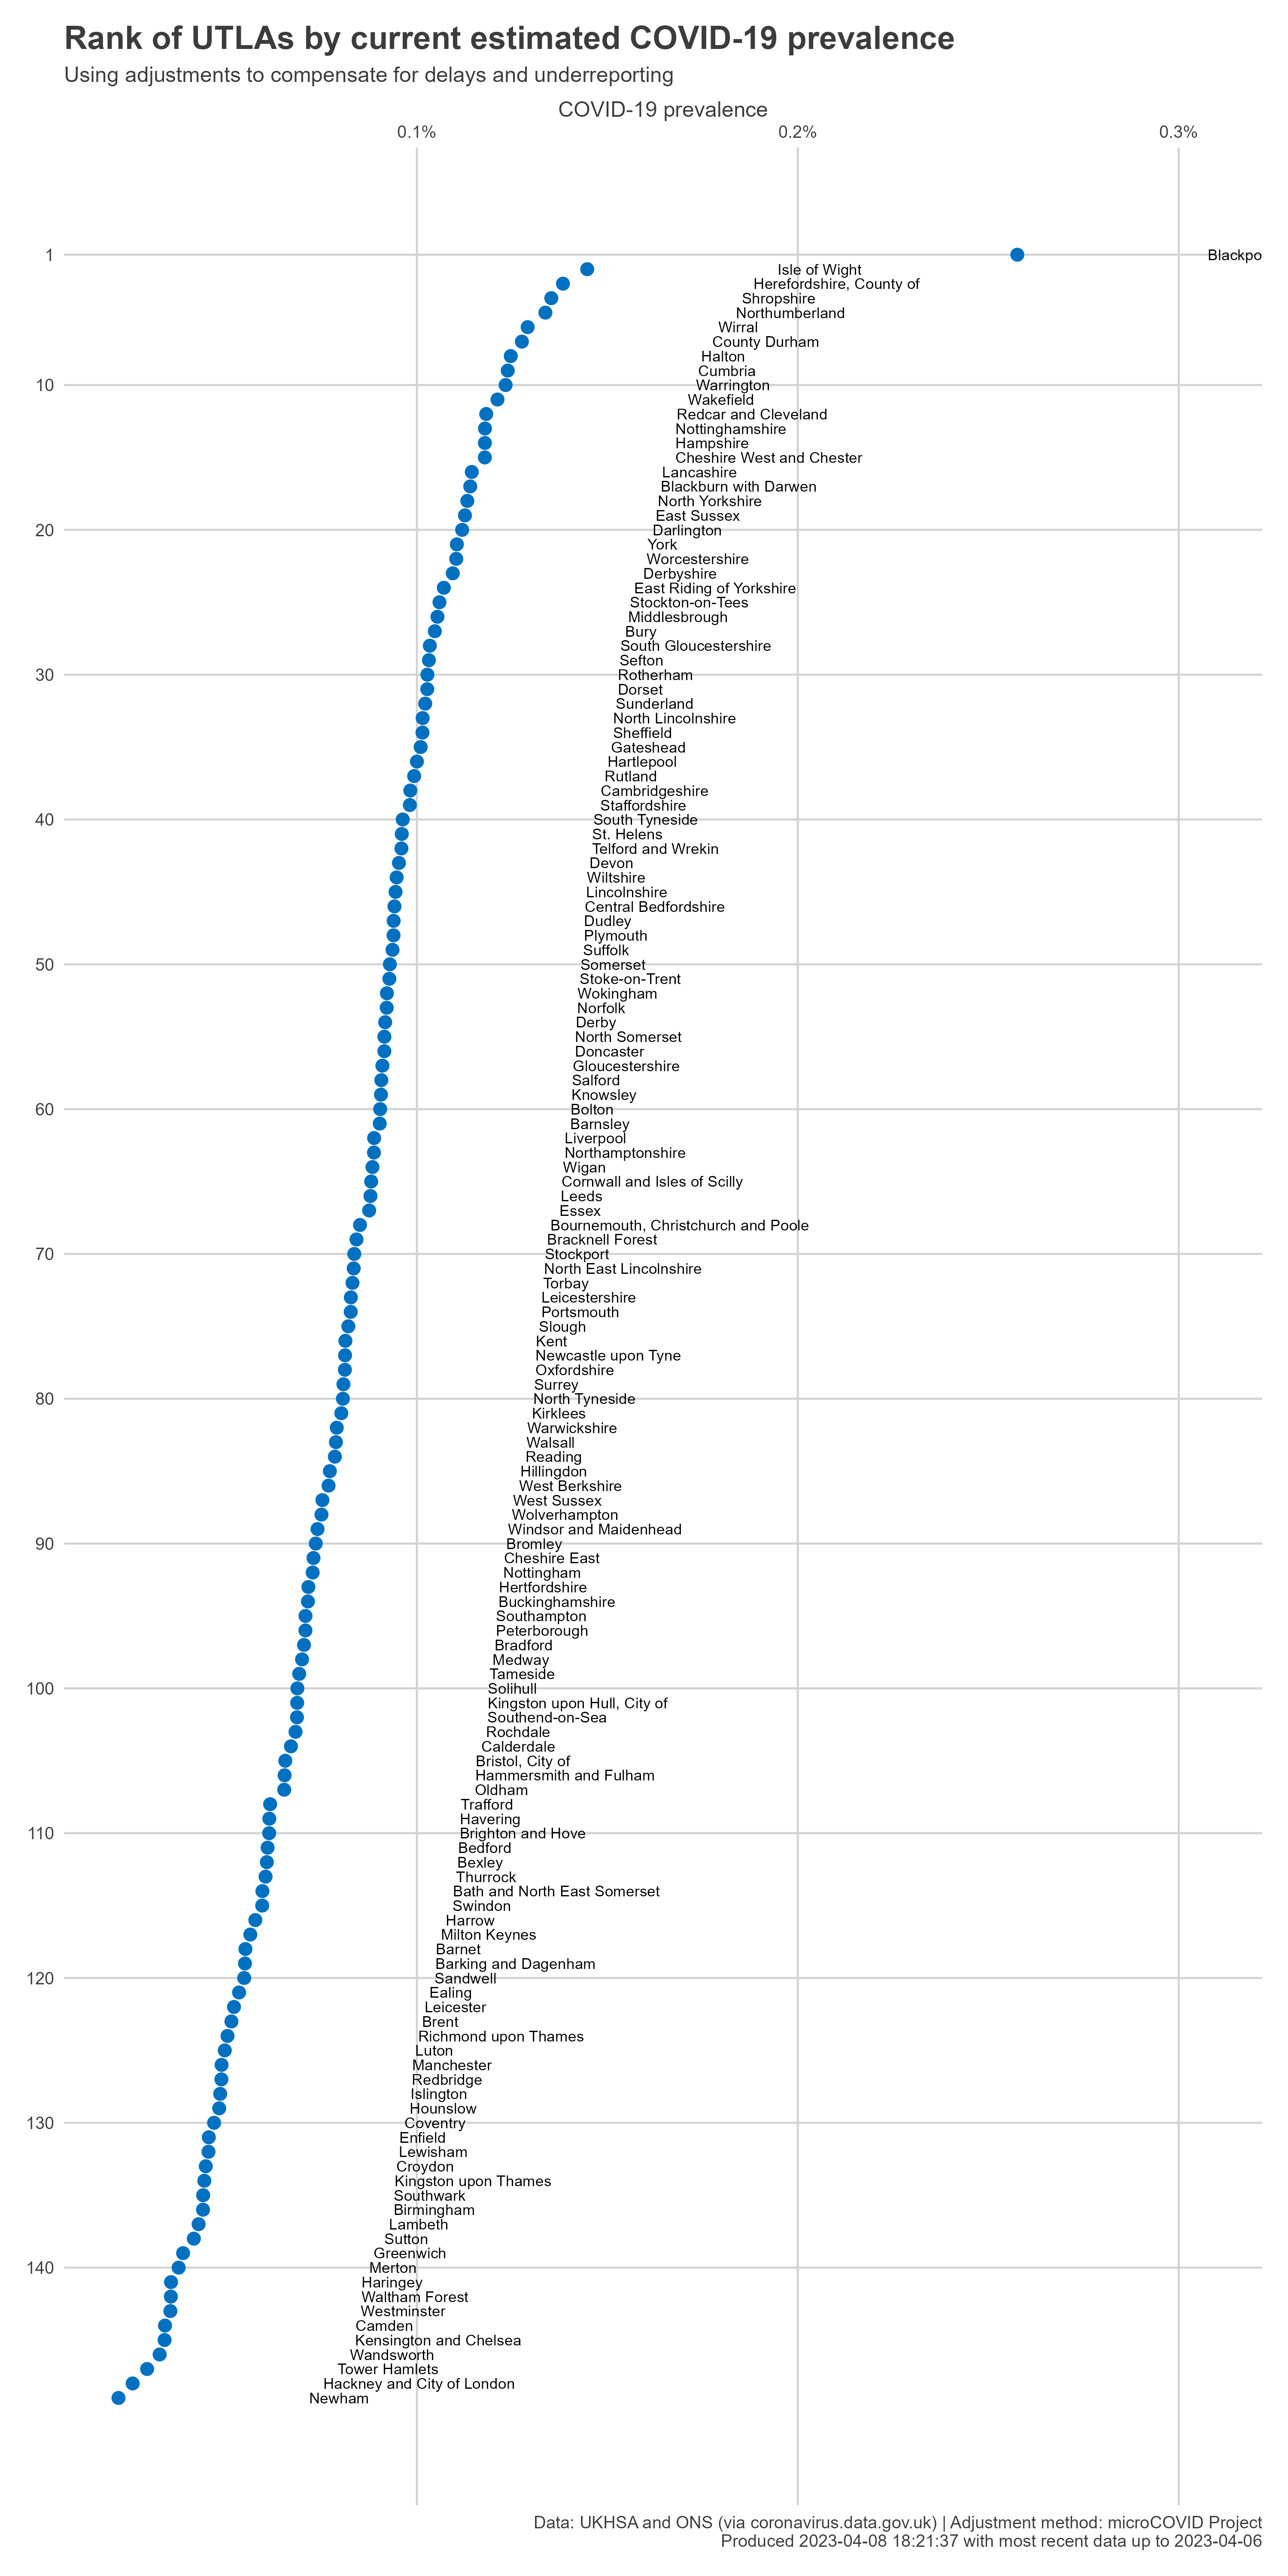 Rank of UTLAs by current estimated COVID-19 prevalence
Using adjustments to compensate for delays and underreporting
COVID-19 prevalence
0.1% 0.2% 0.3%
1 Blackpo
Isle of Wight
Herefordshire, County of
Shropshire
Northumberland
Wirral
County Durham
Halton
Cumbria
10 Warrington
Wakefield
Redcar and Cleveland
Nottinghamshire
Hampshire
Cheshire West and Chester
Lancashire
Blackburn with Darwen
North Yorkshire
East Sussex
20 Darlington
York
Worcestershire
Derbyshire
East Riding of Yorkshire
Stockton-on-Tees
Middlesbrough
Bury
South Gloucestershire
Sefton
30 Rotherham
Dorset
Sunderland
North Lincolnshire
Sheffield
Gateshead
Hartlepool
Rutland
Cambridgeshire
Staffordshire
40 South Tyneside
St. Helens
Telford and Wrekin
Devon
Wiltshire
Lincolnshire
Central Bedfordshire
Dudley
Plymouth
Suffolk
50 Somerset
Stoke-on-Trent
Wokingham
Norfolk
Derby
North Somerset
Doncaster
Gloucestershire
Salford
Knowsley
60 Bolton
Barnsley
Liverpool
Northamptonshire
Wigan
Cornwall and Isles of Scilly
Leeds
Essex
Bournemouth, Christchurch and Poole
Bracknell Forest
70 Stockport
North East Lincolnshire
Torbay
Leicestershire
Portsmouth
Slough
Kent
Newcastle upon Tyne
Oxfordshire
Surrey
80 North Tyneside
Kirklees
Warwickshire
Walsall
Reading
Hillingdon
West Berkshire
West Sussex
Wolverhampton
Windsor and Maidenhead
90 Bromley
Cheshire East
Nottingham
Hertfordshire
Buckinghamshire
Southampton
Peterborough
Bradford
Medway
Tameside
100 Solihull
Kingston upon Hull, City of
Southend-on-Sea
Rochdale
Calderdale
Bristol, City of
Hammersmith and Fulham
Oldham
Trafford
Havering
110 Brighton and Hove
Bedford
Bexley
Thurrock
Bath and North East Somerset
Swindon
Harrow
Milton Keynes
Barnet
Barking and Dagenham
120 Sandwell
Ealing
Leicester
Brent
Richmond upon Thames
Luton
Manchester
Redbridge
Islington
Hounslow
130 Coventry
Enfield
Lewisham
Croydon
Kingston upon Thames
Southwark
Birmingham
Lambeth
Sutton
Greenwich
140 Merton
Haringey
Waltham Forest
Westminster
Camden
Kensington and Chelsea
Wandsworth
Tower Hamlets
Hackney and City of London
Newham
Data: UKHSA and ONS (via coronavirus.data.gov.uk) | Adjustment method: microCOVID Project
Produced 2023-04-08 18:21:37 with most recent data up to 2023-04-06